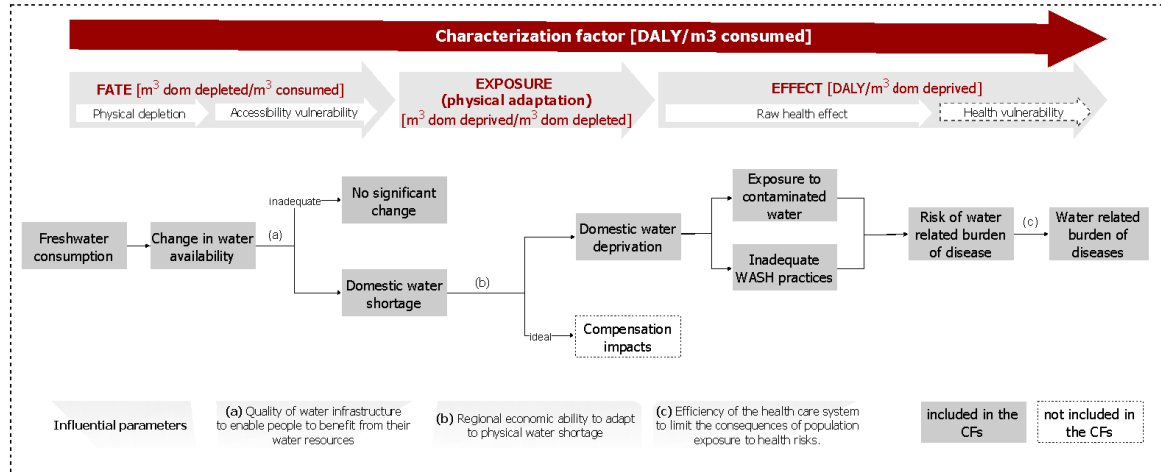 Characterization factor [DALY/m3 consumed]
FATE [m³ dom depleted/m³ consumed]
Physical depletion
Accessibility vulnerability
EXPOSURE
(physical adaptation)
[m³ dom deprived/m³ dom depleted]
EFFECT [DALY/m³ dom deprived]
Raw health effect
Health vulnerability
Freshwater
consumption
Change in water
availability
(a)
inadequate
No significant
change
Domestic water
shortage
(b)
Domestic water
deprivation
ideal
Compensation
impacts
Exposure to
contaminated
water
Inadequate
WASH practices
Risk of water
related burden
of disease
(c)
Water related
burden of
diseases
Influential parameters
(a) Quality of water infrastructure
to enable people to benefit from their
water resources
(b) Regional economic ability to adapt
to physical water shortage
(c) Efficiency of the health care system
to limit the consequences of population
exposure to health risks.
included in the
CFs
not included in
the CFs